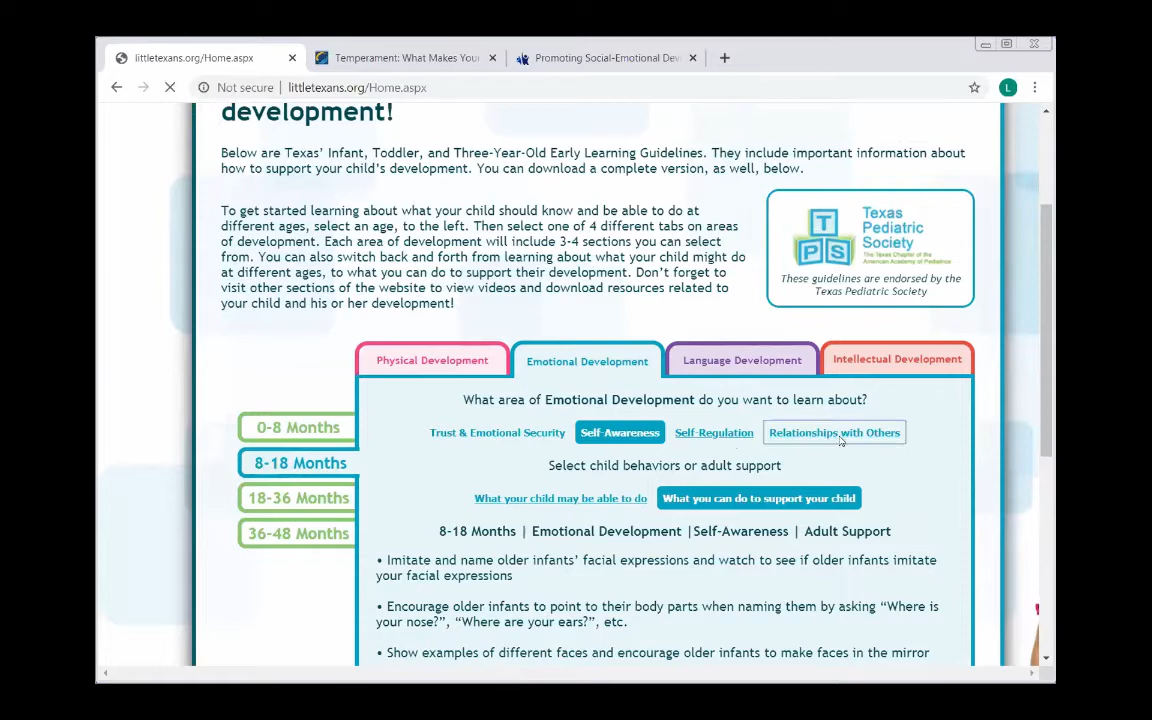 littletexans.org/Home.aspx
Temperament: What Makes You
Promoting Social-Emotional Dev
Not secure | littletexans.org/Home.aspx
L
development!
Below are Texas' Infant, Toddler, and Three-Year-Old Early Learning Guidelines. They include important information about
how to support your child's development. You can download a complete version, as well, below.
To get started learning about what your child should know and be able to do at
different ages, select an age, to the left. Then select one of 4 different tabs on areas
of development. Each area of development will include 3-4 sections you can select
from. You can also switch back and forth from learning about what your child might do
at different ages, to what you can do to support their development. Don't forget to
visit other sections of the website to view videos and download resources related to
your child and his or her development!
T
P S
Texas
Pediatric
Society
The Texas Chapter of the
American Academy of Pediatrics
These guidelines are endorsed by the
Texas Pediatric Society
Physical Development
Emotional Development
Language Development
Intellectual Development
What area of Emotional Development do you want to learn about?
0-8 Months
8-18 Months
18-36 Months
36-48 Months
Trust & Emotional Security Self-Awareness Self-Regulation Relationships with Others
Select child behaviors or adult support
What your child may be able to do What you can do to support your child
8-18 Months | Emotional Development |Self-Awareness | Adult Support
• Imitate and name older infants' facial expressions and watch to see if older infants imitate
your facial expressions
• Encourage older infants to point to their body parts when naming them by asking "Where is
your nose?", "Where are your ears?", etc.
• Show examples of different faces and encourage older infants to make faces in the mirror